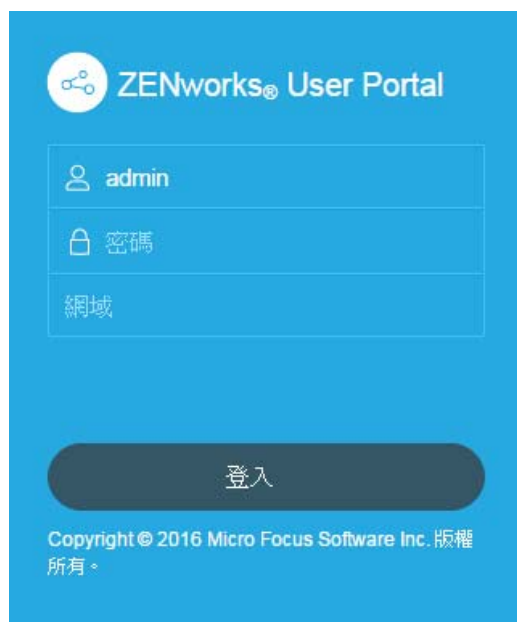 ZENworks® User Portal
admin
密碼
網域
登入
Copyright © 2016 Micro Focus Software Inc. 版權
所有。